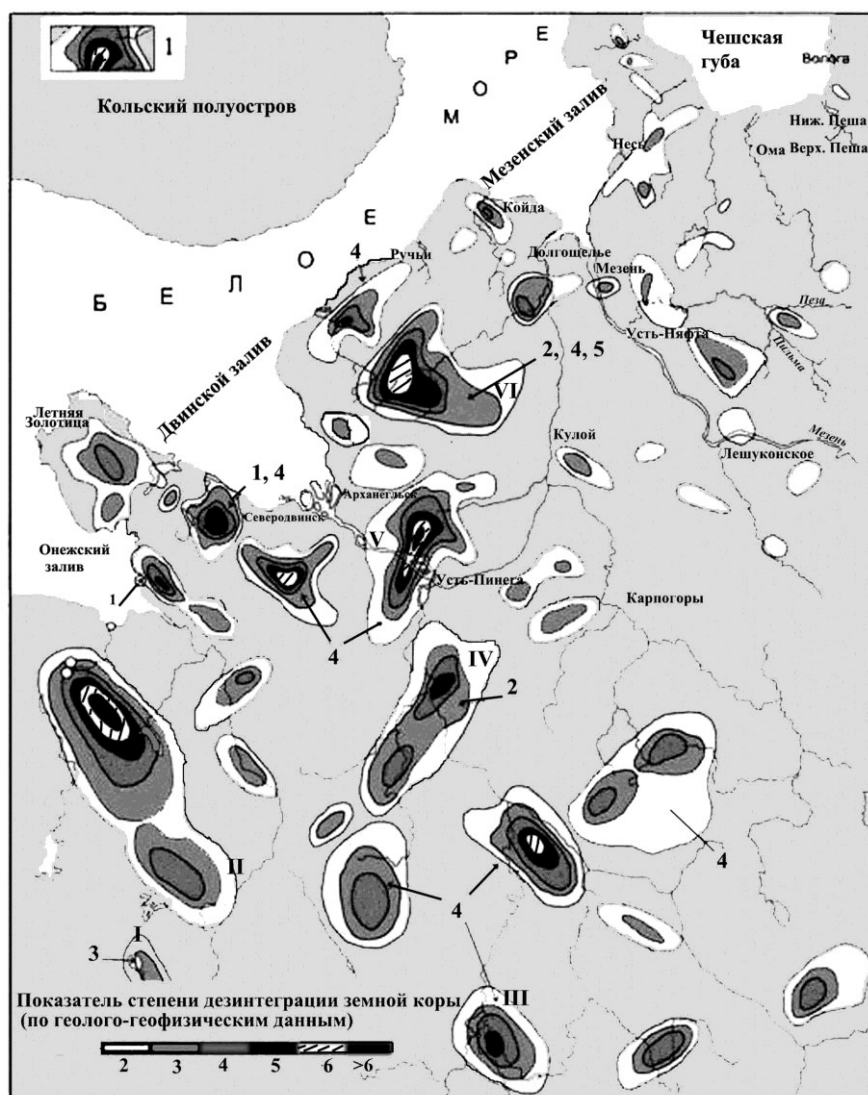 1
Кольский полуостров
БЕЛОЕ МОРЕ
Чешская
губа
Ниж. Пеша
Ома Верх. Пеша
Несь
Мезенский залив
Койда
4
Ручьи
Долгощелье
Мезень
Пеза
Усть-Няфта
Пильма
2, 4, 5
VI
Двинской залив
Летняя
Золотица
Кулой
Мезень
Лешуконское
1, 4
Архангельск
Северодвинск
V
Онежский
залив
Усть-Пинега
1
Карпогоры
4
IV
2
4
II
4
I
3
III
Показатель степени дезинтеграции земной коры
(по геолого-геофизическим данным)
2 3 4 5 6 >6